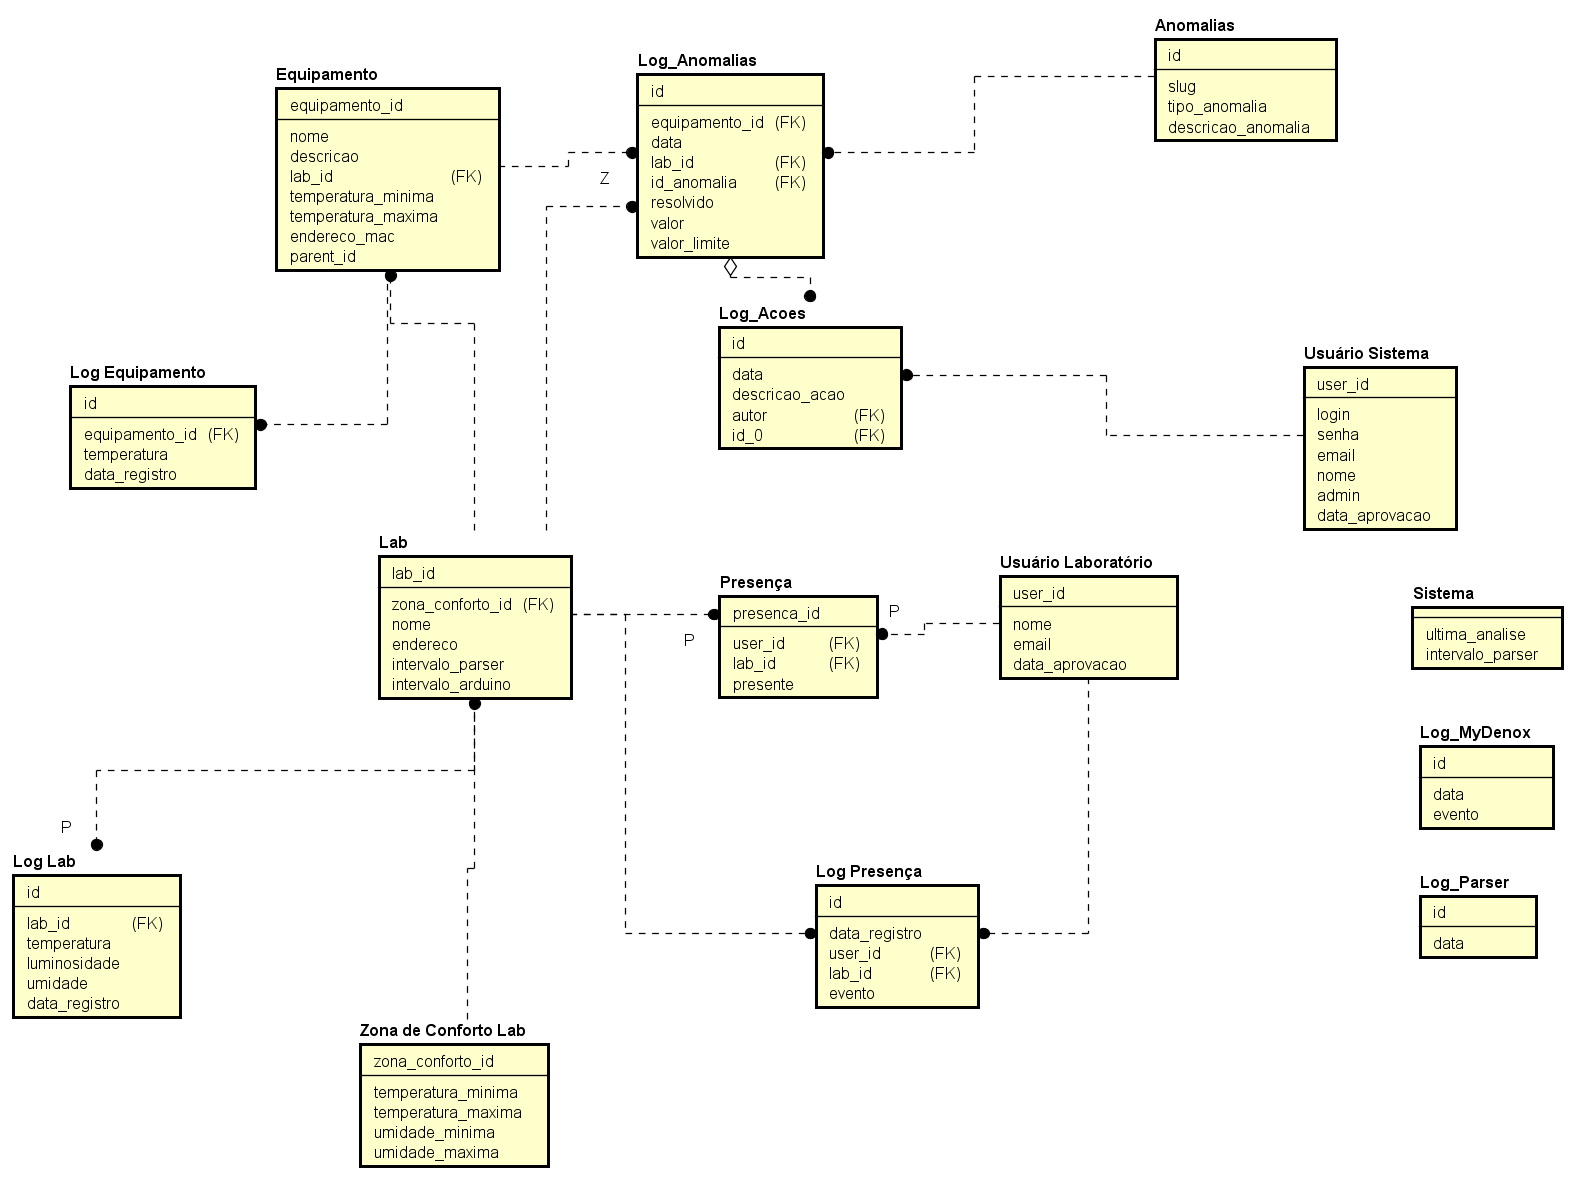 Anomalias
id
slug
tipo_anomalia
descricao_anomalia
Log_Anomalias
id
equipamento_id (FK)
data
lab_id (FK)
id_anomalia (FK)
resolvido
valor
valor_limite
Equipamento
equipamento_id
nome
descricao
lab_id (FK)
temperatura_minima
temperatura_maxima
endereco_mac
parent_id
Z
Log_Acoes
id
data
descricao_acao
autor (FK)
id_0 (FK)
Usuário Sistema
user_id
login
senha
email
nome
admin
data_aprovacao
Log Equipamento
id
equipamento_id (FK)
temperatura
data_registro
Lab
lab_id
zona_conforto_id (FK)
nome
endereco
intervalo_parser
intervalo_arduino
P
Presença
presenca_id
user_id (FK)
lab_id (FK)
presente
P
Usuário Laboratório
user_id
nome
email
data_aprovacao
Sistema
ultima_analise
intervalo_parser
Log_MyDenox
id
data
evento
Log_Parser
id
data
P
Log Lab
id
lab_id (FK)
temperatura
luminosidade
umidade
data_registro
Log Presença
id
data_registro
user_id (FK)
lab_id (FK)
evento
Zona de Conforto Lab
zona_conforto_id
temperatura_minima
temperatura_maxima
umidade_minima
umidade_maxima